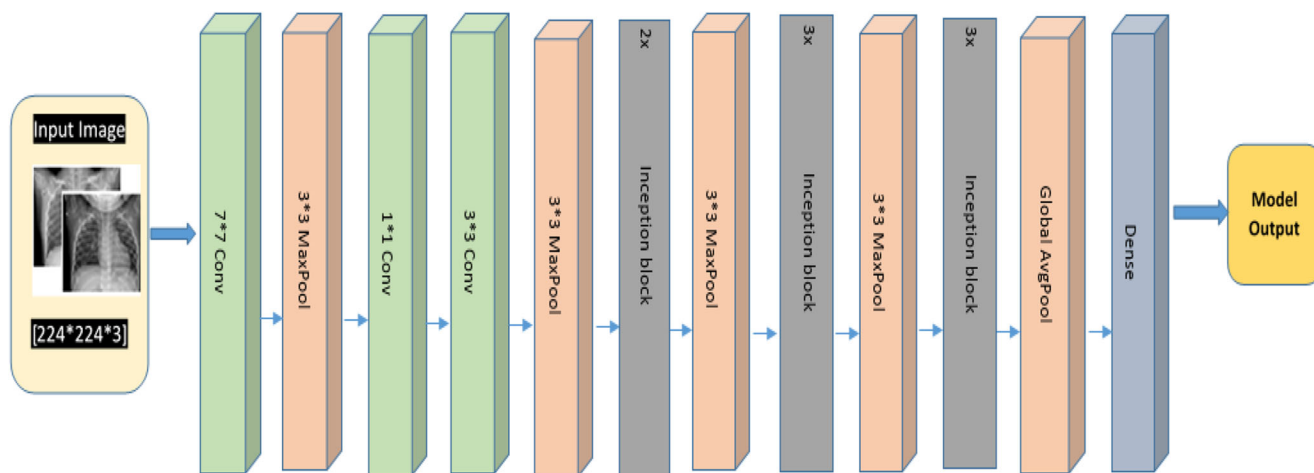 Input Image
[224*224*3]
7*7 Conv
3*3 MaxPool
1*1 Conv
3*3 Conv
3*3 MaxPool
2x
Inception block
3*3 MaxPool
3x
Inception block
3*3 MaxPool
3x
Inception block
Global AvgPool
Dense
Model
Output